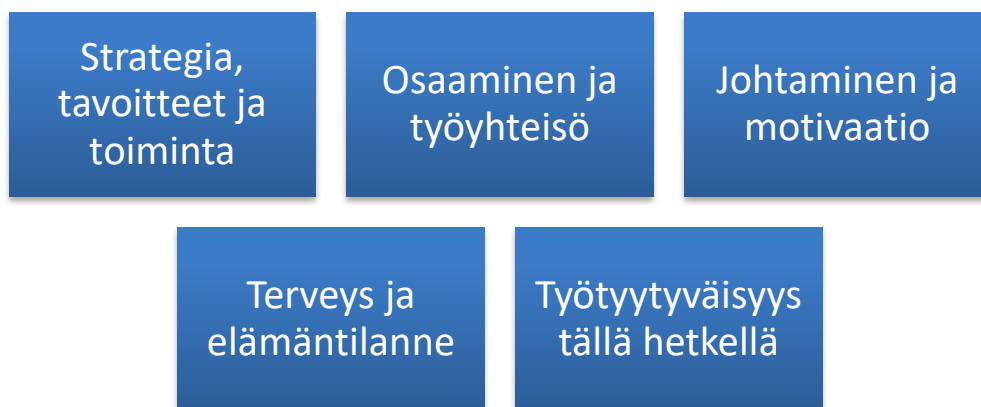 Strategia,
tavoitteet ja
toiminta
Osaaminen ja
työyhteisö
Johtaminen ja
motivaatio
Terveys ja
elämäntilanne
Työtyytyväisyys
tällä hetkellä